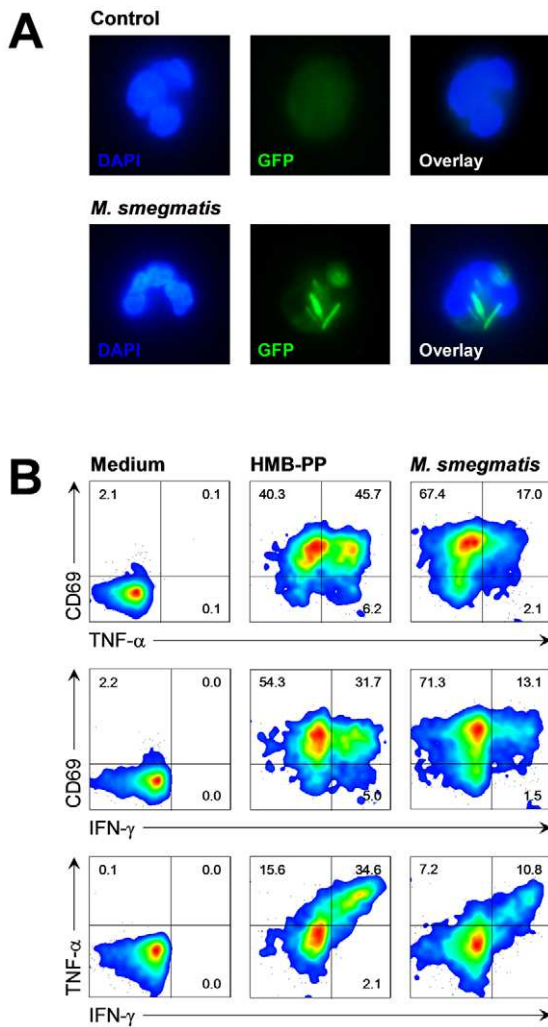 A
Control
DAPI
GFP
Overlay
M. smegmatis
DAPI
GFP
Overlay
B
Medium
HMB-PP
M. smegmatis
CD69
2.1 0.1
0.1
40.3 45.7
6.2
67.4 17.0
2.1
TNF-α
CD69
2.2 0.0
0.0
54.3 31.7
5.0
71.3 13.1
1.5
IFN-γ
TNF-α
0.1 0.0
0.0
15.6 34.6
2.1
7.2 10.8
IFN-γ